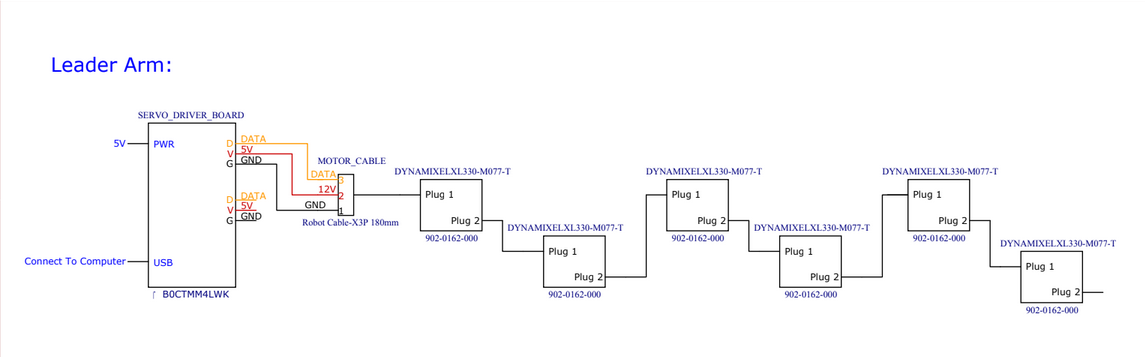 Leader Arm:
SERVO_DRIVER_BOARD
5V
PWR
D
DATA
V
5V
G
GND
D
DATA
V
5V
G
GND
Connect To Computer
USB
B0CTMM4LWK
MOTOR_CABLE
DATA
3
12V
2
GND
1
Robot Cable-X3P 180mm
DYNAMIXELXL330-M077-T
Plug 1
Plug 2
902-0162-000
DYNAMIXELXL330-M077-T
Plug 1
Plug 2
902-0162-000
DYNAMIXELXL330-M077-T
Plug 1
Plug 2
902-0162-000
DYNAMIXELXL330-M077-T
Plug 1
Plug 2
902-0162-000
DYNAMIXELXL330-M077-T
Plug 1
Plug 2
902-0162-000
DYNAMIXELXL330-M077-T
Plug 1
Plug 2
902-0162-000